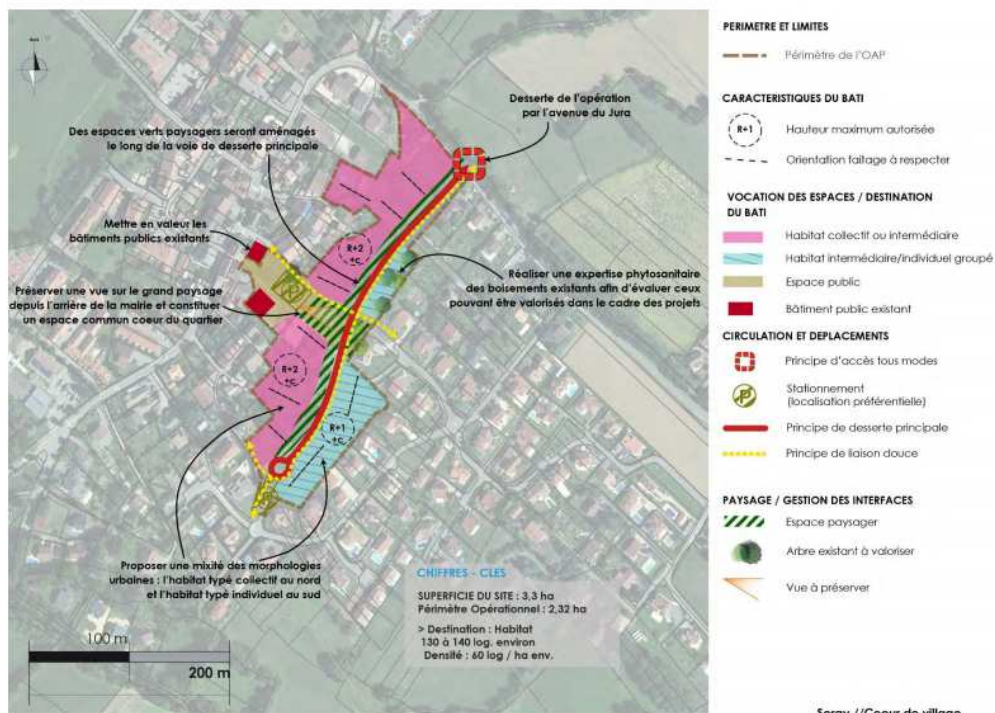 Desserte de l'opération
par l'avenue du Jura
Des espaces verts paysagers seront aménagés
le long de la voie de desserte principale
Mettre en valeur les
bâtiments publics existants
R+2
+c
Réaliser une expertise phytosanitaire
des boisements existants afin d'évaluer ceux
pouvant être valorisés dans le cadre des projets
Préserver une vue sur le grand paysage
depuis l'arrière de la mairie et constituer
un espace commun coeur du quartier
P
R+2
+c
R+1
+c
Proposer une mixité des morphologies
urbaines : l'habitat typé collectif au nord
et l'habitat typé individuel au sud
CHIFFRES - CLES
SUPERFICIE DU SITE : 3,3 ha
Périmètre Opérationnel : 2,32 ha
> Destination : Habitat
130 à 140 log. environ
Densité : 60 log / ha env.
100 m
200 m
PERIMETRE ET LIMITES
Périmètre de l'OAP
CARACTERISTIQUES DU BATI
R+1
Hauteur maximum autorisée
Orientation faitage à respecter
VOCATION DES ESPACES / DESTINATION
DU BATI
Habitat collectif ou intermédiaire
Habitat intermédiaire/individuel groupé
Espace public
Bâtiment public existant
CIRCULATION ET DEPLACEMENTS
Principe d'accès tous modes
P
Stationnement
(localisation préférentielle)
Principe de desserte principale
Principe de liaison douce
PAYSAGE / GESTION DES INTERFACES
Espace paysager
Arbre existant à valoriser
Vue à préserver
//Coeur de village